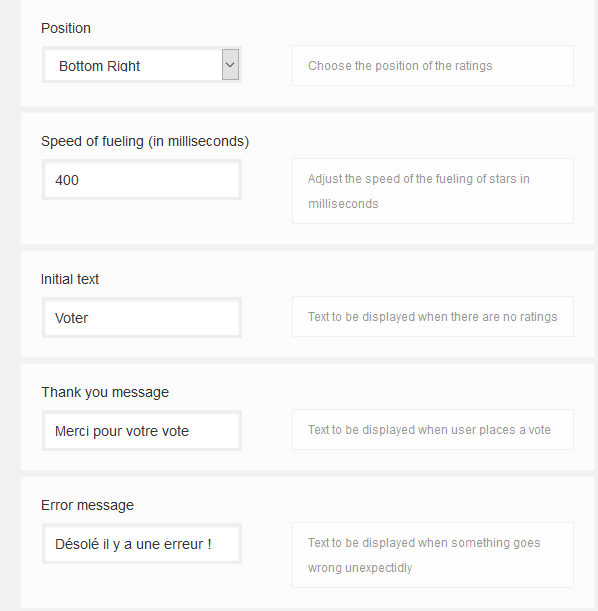 Position
Bottom Right
Choose the position of the ratings
Speed of fueling (in milliseconds)
400
Adjust the speed of the fueling of stars in
milliseconds
Initial text
Voter
Text to be displayed when there are no ratings
Thank you message
Merci pour votre vote
Text to be displayed when user places a vote
Error message
Désolé il y a une erreur !
Text to be displayed when something goes
wrong unexpectidly